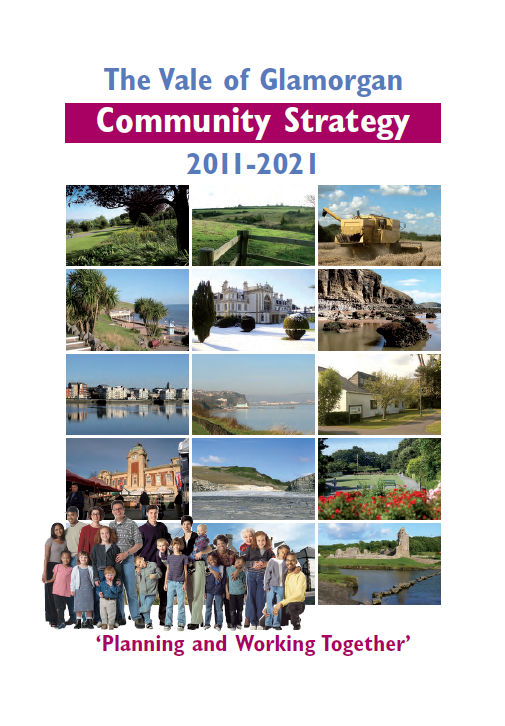 The Vale of Glamorgan
Community Strategy
2011-2021
‘Planning and Working Together’